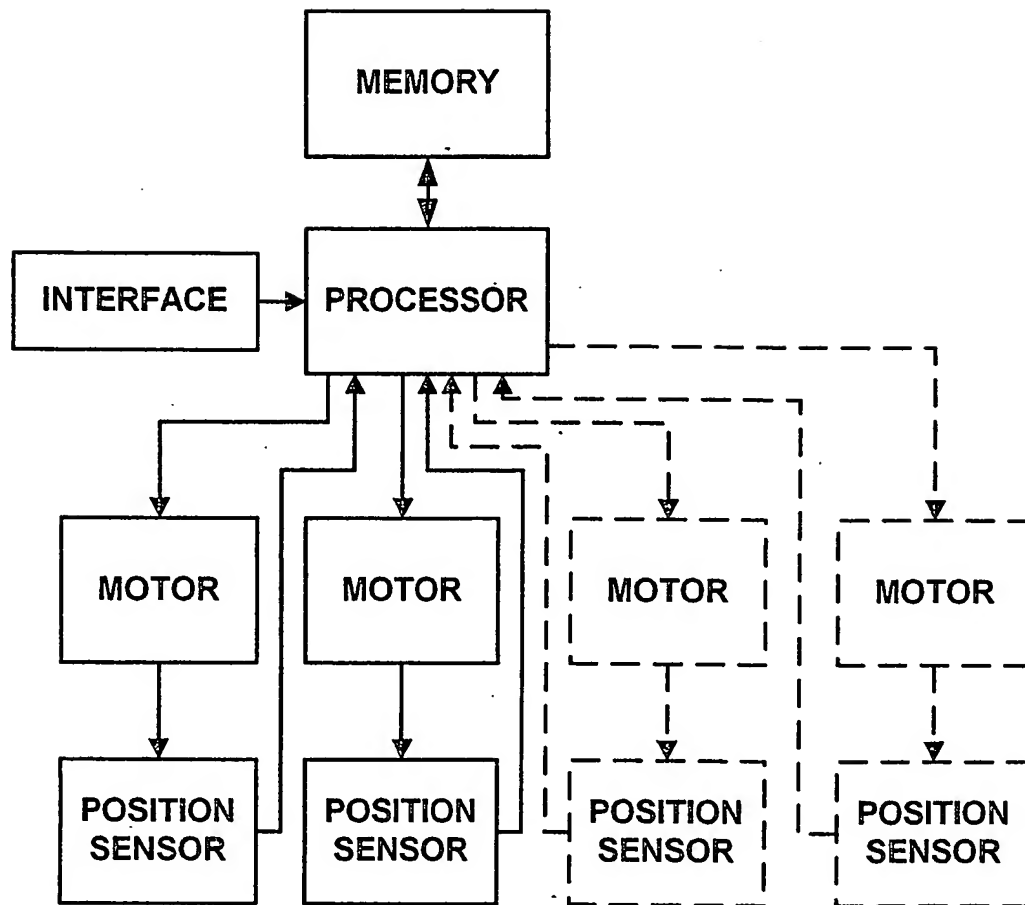 MEMORY
INTERFACE
PROCESSOR
MOTOR
MOTOR
MOTOR
MOTOR
POSITION
SENSOR
POSITION
SENSOR
POSITION
SENSOR
POSITION
SENSOR